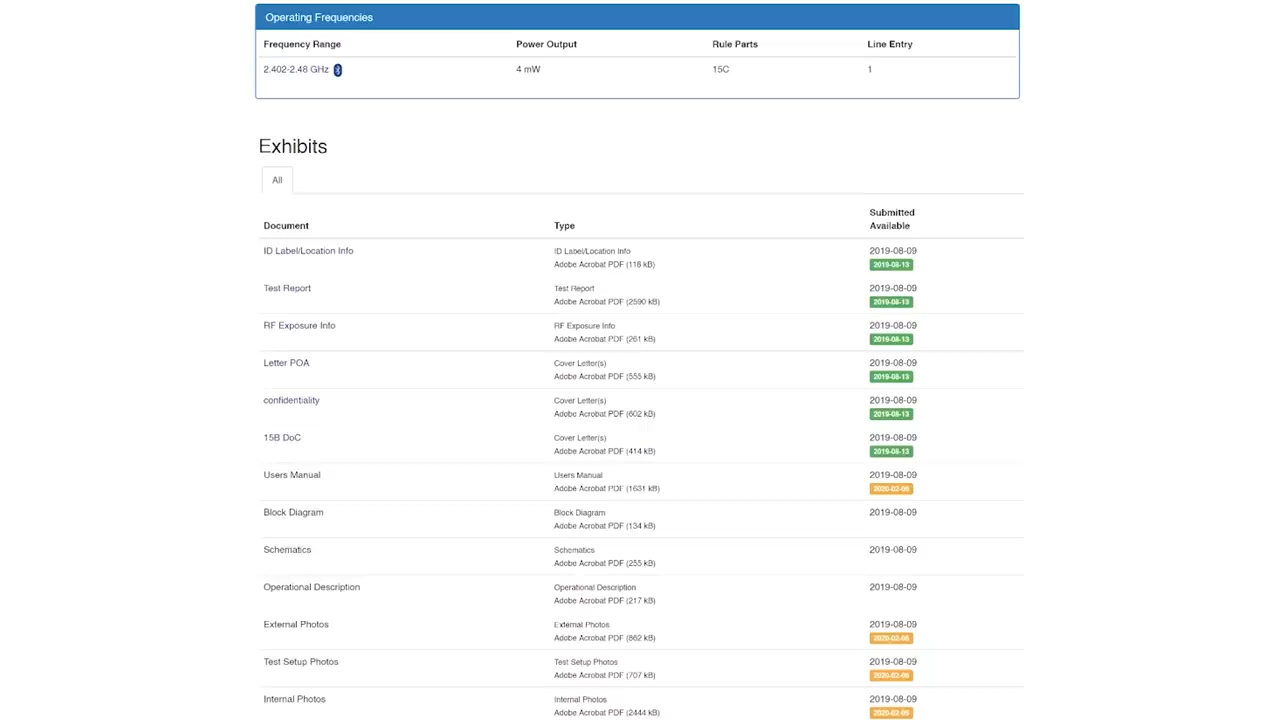 Operating Frequencies
Frequency Range Power Output Rule Parts Line Entry
2.402-2.48 GHz 4 mW 15C 1
Exhibits
All
Submitted
Document Type Available
ID Label/Location Info ID Label/Location Info 2019-08-09
Adobe Acrobat PDF (118 kB) 2019-08-13
Test Report Test Report 2019-08-09
Adobe Acrobat PDF (2590 kB) 2019-08-13
RF Exposure Info RF Exposure Info 2019-08-09
Adobe Acrobat PDF (261 kB) 2019-08-13
Letter POA Cover Letter(s) 2019-08-09
Adobe Acrobat PDF (555 kB) 2019-08-13
confidentiality Cover Letter(s) 2019-08-09
Adobe Acrobat PDF (602 kB) 2019-08-13
15B DoC Cover Letter(s) 2019-08-09
Adobe Acrobat PDF (414 kB) 2019-08-13
Users Manual Users Manual 2019-08-09
Adobe Acrobat PDF (1631 kB)
Block Diagram Block Diagram 2019-08-09
Adobe Acrobat PDF (134 kB)
Schematics Schematics 2019-08-09
Adobe Acrobat PDF (255 kB)
Operational Description Operational Description 2019-08-09
Adobe Acrobat PDF (217 kB)
External Photos External Photos 2019-08-09
Adobe Acrobat PDF (862 kB)
Test Setup Photos Test Setup Photos 2019-08-09
Adobe Acrobat PDF (707 kB)
Internal Photos Internal Photos 2019-08-09
Adobe Acrobat PDF (2444 kB)